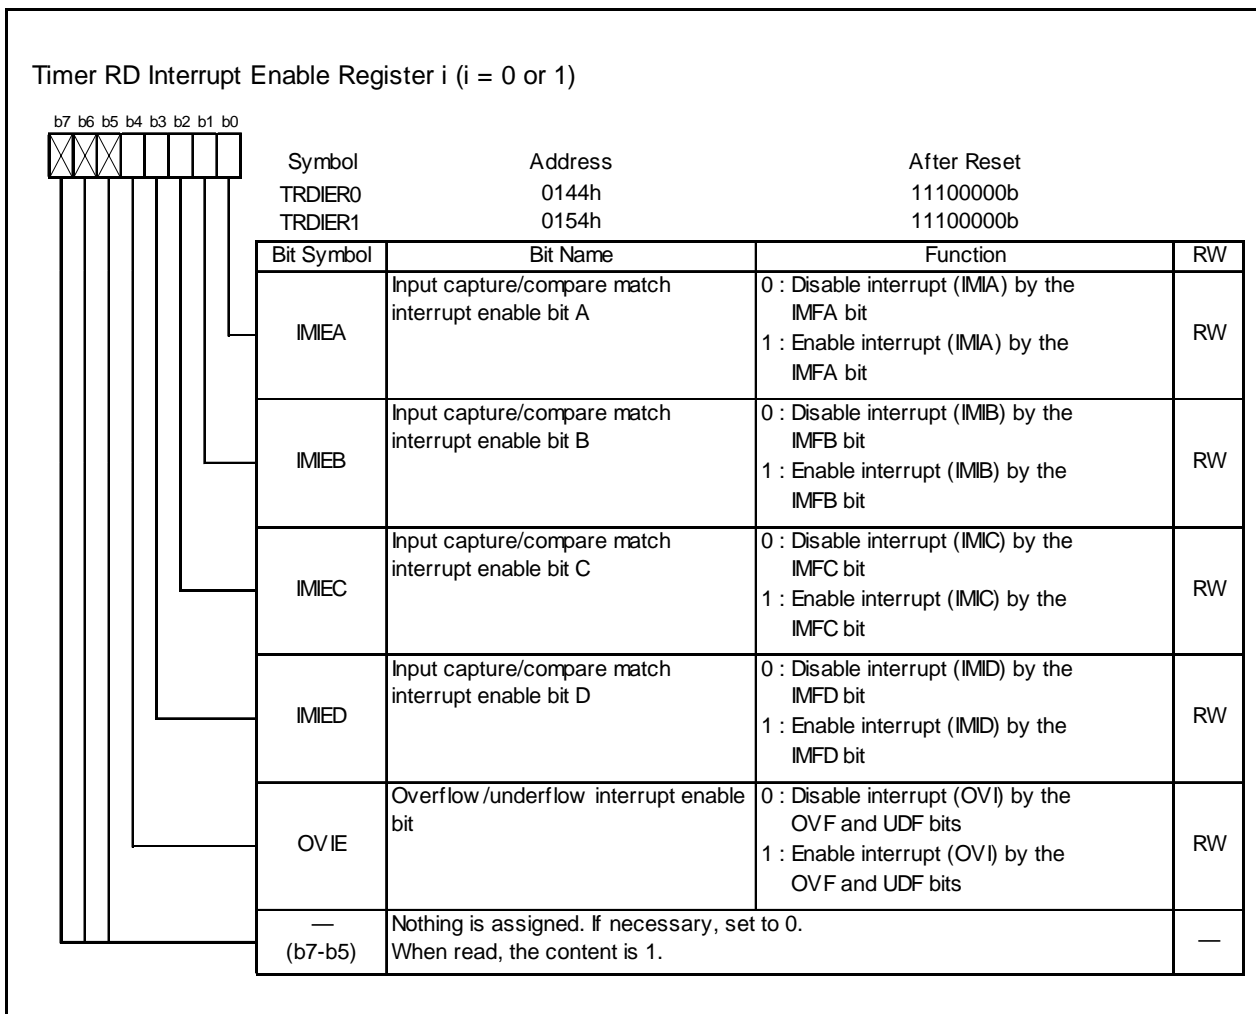 Timer RD Interrupt Enable Register i (i = 0 or 1)
b7 b6 b5 b4 b3 b2 b1 b0
Symbol Address After Reset
TRDIER0 0144h 11100000b
TRDIER1 0154h 11100000b
Bit Symbol Bit Name Function RW
IMIEA
Input capture/compare match
interrupt enable bit A
0 : Disable interrupt (IMIA) by the
IMFA bit
1 : Enable interrupt (IMIA) by the
IMFA bit
RW
IMIEB
Input capture/compare match
interrupt enable bit B
0 : Disable interrupt (IMIB) by the
IMFB bit
1 : Enable interrupt (IMIB) by the
IMFB bit
RW
IMIEC
Input capture/compare match
interrupt enable bit C
0 : Disable interrupt (IMIC) by the
IMFC bit
1 : Enable interrupt (IMIC) by the
IMFC bit
RW
IMIED
Input capture/compare match
interrupt enable bit D
0 : Disable interrupt (IMID) by the
IMFD bit
1 : Enable interrupt (IMID) by the
IMFD bit
RW
OVIE
Overflow/underflow interrupt enable
bit
0 : Disable interrupt (OVI) by the
OVF and UDF bits
1 : Enable interrupt (OVI) by the
OVF and UDF bits
RW
—
(b7-b5)
Nothing is assigned. If necessary, set to 0.
When read, the content is 1.
—